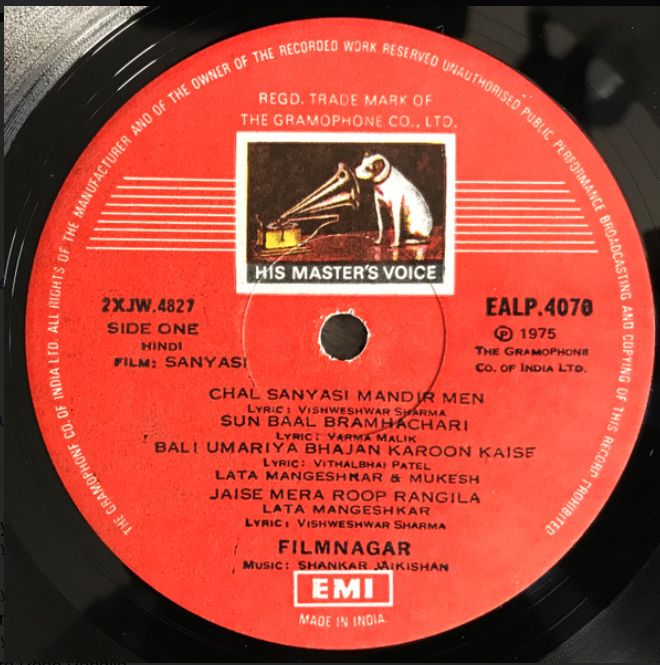 THE GRAMOPHONE CO. OF INDIA LTD. ALL RIGHTS OF THE MANUFACTURER AND OF THE OWNER OF THE RECORDED WORK RESERVED UNAUTHORISED PUBLIC PERFORMANCE BROADCASTING AND COPYING OF THIS RECORD PROHIBITED
REGD. TRADE MARK OF
THE GRAMOPHONE CO., LTD.
HIS MASTER'S VOICE
2XJW.4827
SIDE ONE
HINDI
FILM: SANYASI
EALP.4070
℗ 1975
THE GRAMOPHONE
CO. OF INDIA LTD.
CHAL SANYASI MANDIR MEN
LYRIC: VISHWESHWAR SHARMA
SUN BAAL BRAMHACHARI
LYRIC: VARMA MALIK
BALI UMARIYA BHAJAN KAROON KAISE
LYRIC: VITHALBHAI PATEL
LATA MANGESHKAR & MUKESH
JAISE MERA ROOP RANGILA
LATA MANGESHKAR
LYRIC: VISHWESHWAR SHARMA
FILMNAGAR
MUSIC: SHANKAR JAIKISHAN
EMI
MADE IN INDIA.